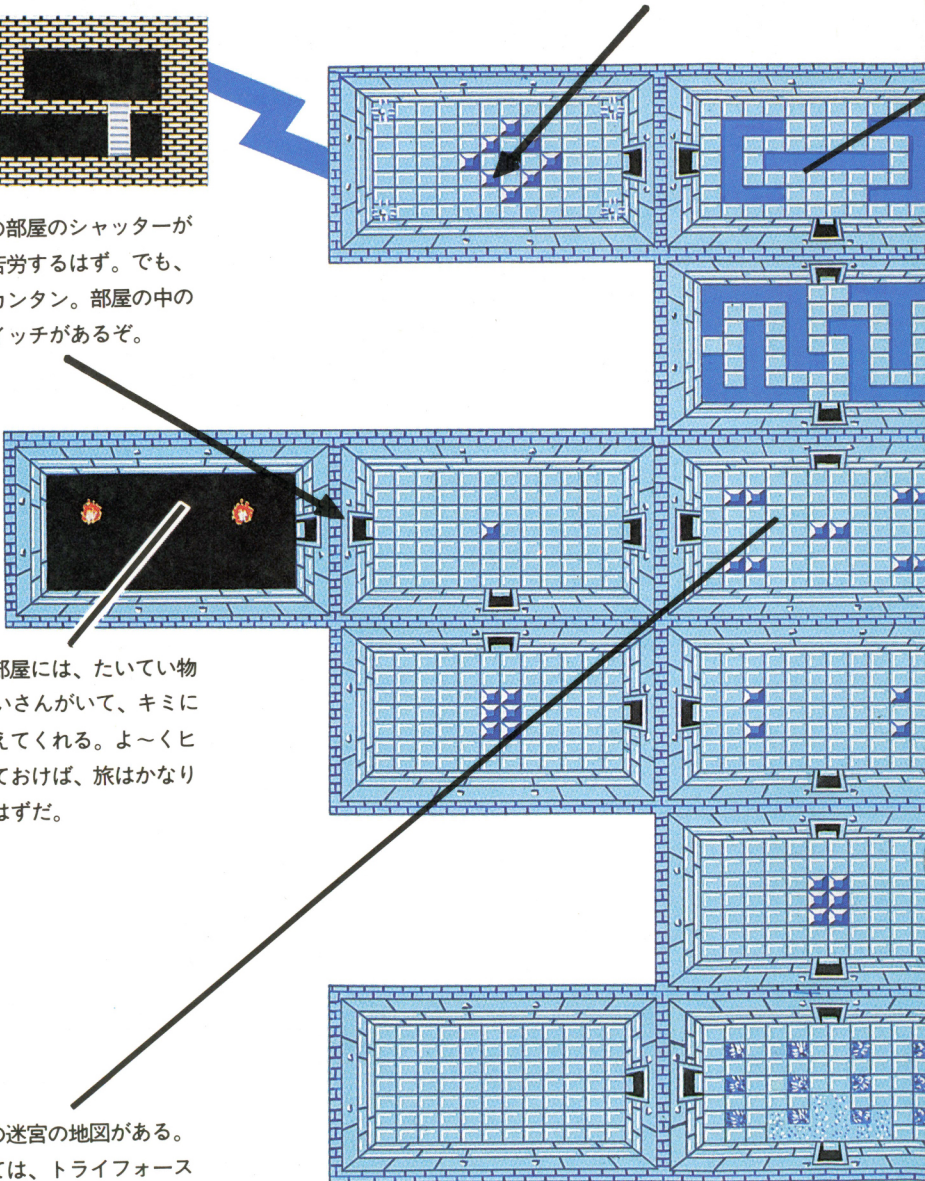 の部屋のシャッターが
苦労するはず。でも、
カンタン。部屋の中の
イッチがあるぞ。
部屋には、たいてい物
いさんがいて、キミに
えてくれる。よ〜くヒ
ておけば、旅はかなり
はずだ。
の迷宮の地図がある。
ては、トライフォース